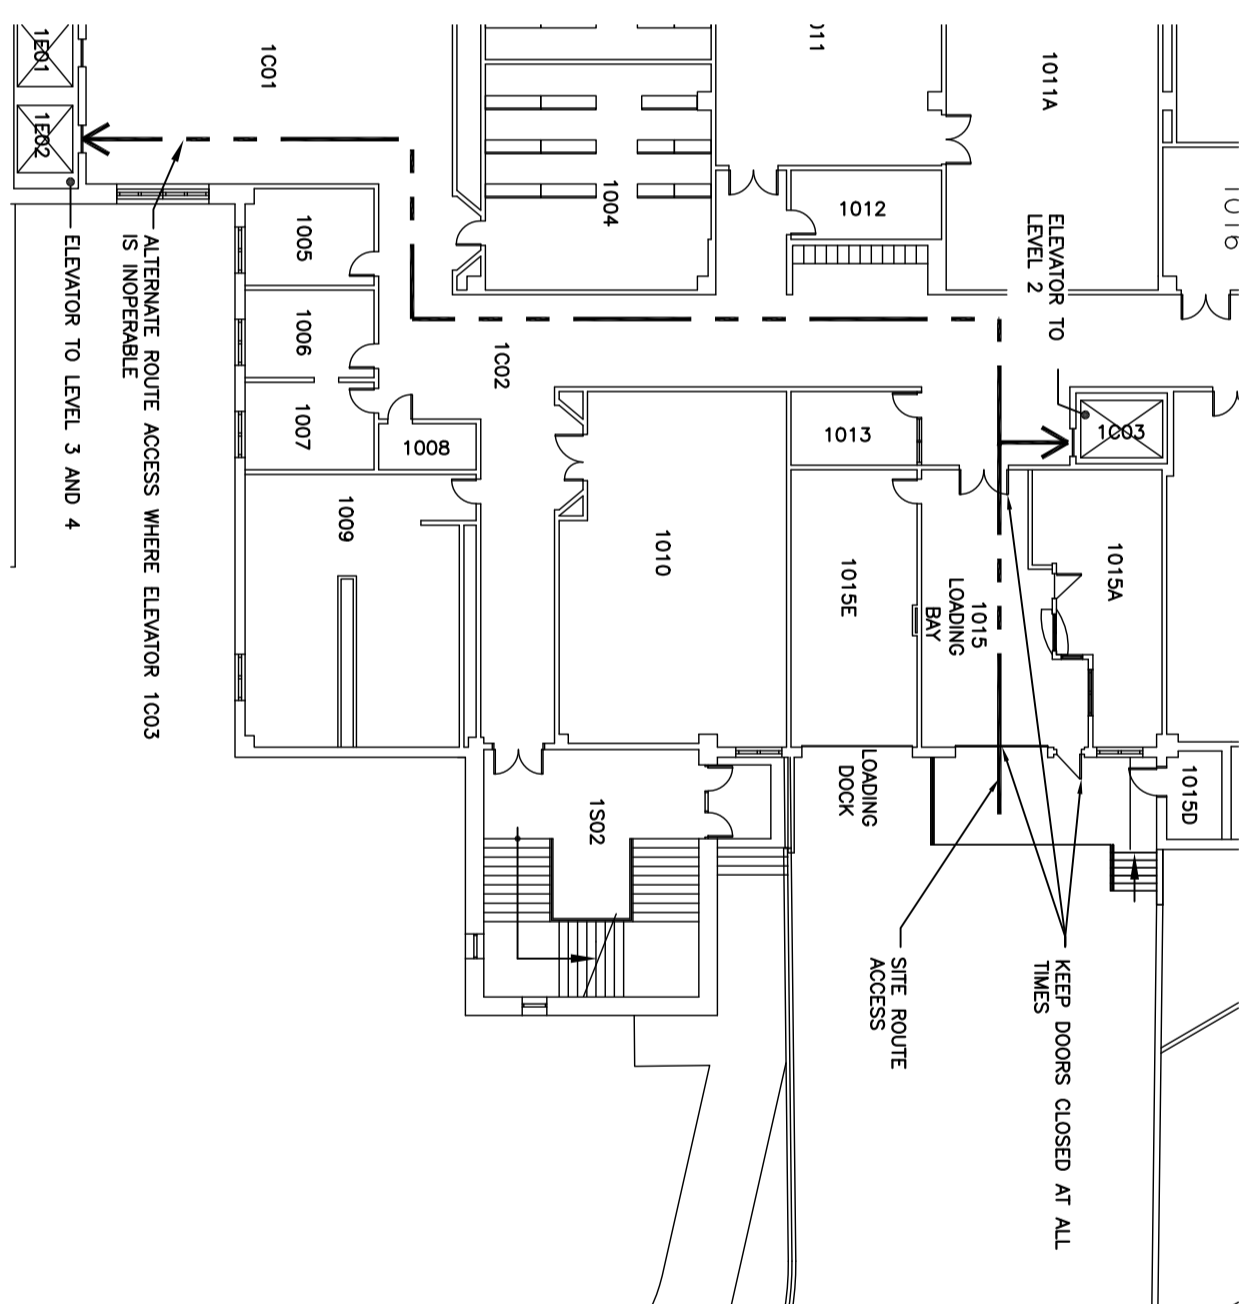 1E01
1E02
1C01
1004
011
1011A
1016
1012
1005
1006
1007
1008
1009
1C02
1010
1013
1C03
1015E
1015
LOADING
BAY
1015A
1015D
1S02
ELEVATOR TO
LEVEL 2
ALTERNATE ROUTE ACCESS WHERE ELEVATOR 1C03
IS INOPERABLE
ELEVATOR TO LEVEL 3 AND 4
LOADING
DOCK
SITE ROUTE
ACCESS
KEEP DOORS CLOSED AT ALL
TIMES